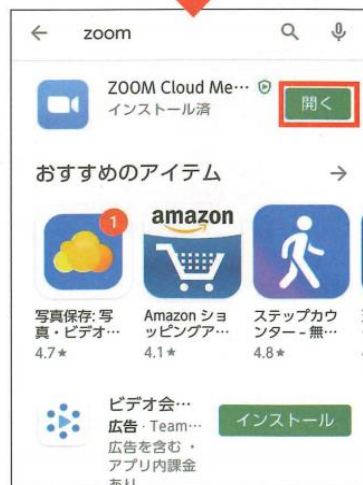 zoom
ZOOM Cloud Me…
インストール済
開く
おすすめのアイテム
1
amazon
写真保存: 写
真・ビデオ…
4.7★
Amazon ショ
ッピングア…
4.1★
ステップカウ
ンター - 無…
4.8★
ビデオ会…
広告・Team…
広告を含む・
アプリ内課金
あり
インストール